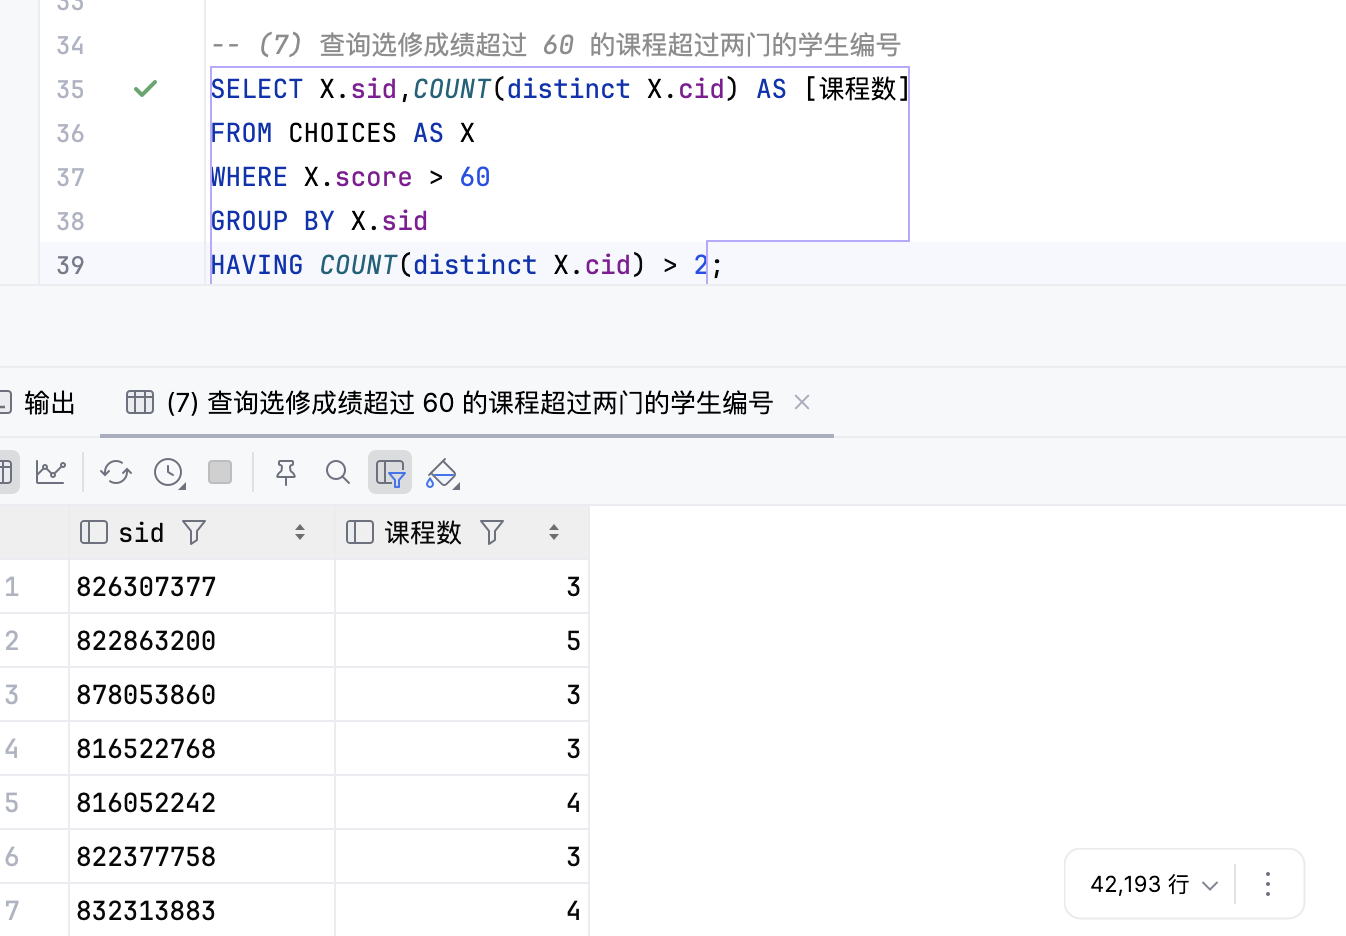 33
34 -- (7) 查询选修成绩超过 60 的课程超过两门的学生编号
35 SELECT X.sid,COUNT(distinct X.cid) AS [课程数]
36 FROM CHOICES AS X
37 WHERE X.score > 60
38 GROUP BY X.sid
39 HAVING COUNT(distinct X.cid) > 2;
输出 (7) 查询选修成绩超过 60 的课程超过两门的学生编号
sid 课程数
1 826307377 3
2 822863200 5
3 878053860 3
4 816522768 3
5 816052242 4
6 822377758 3
7 832313883 4
42,193 行